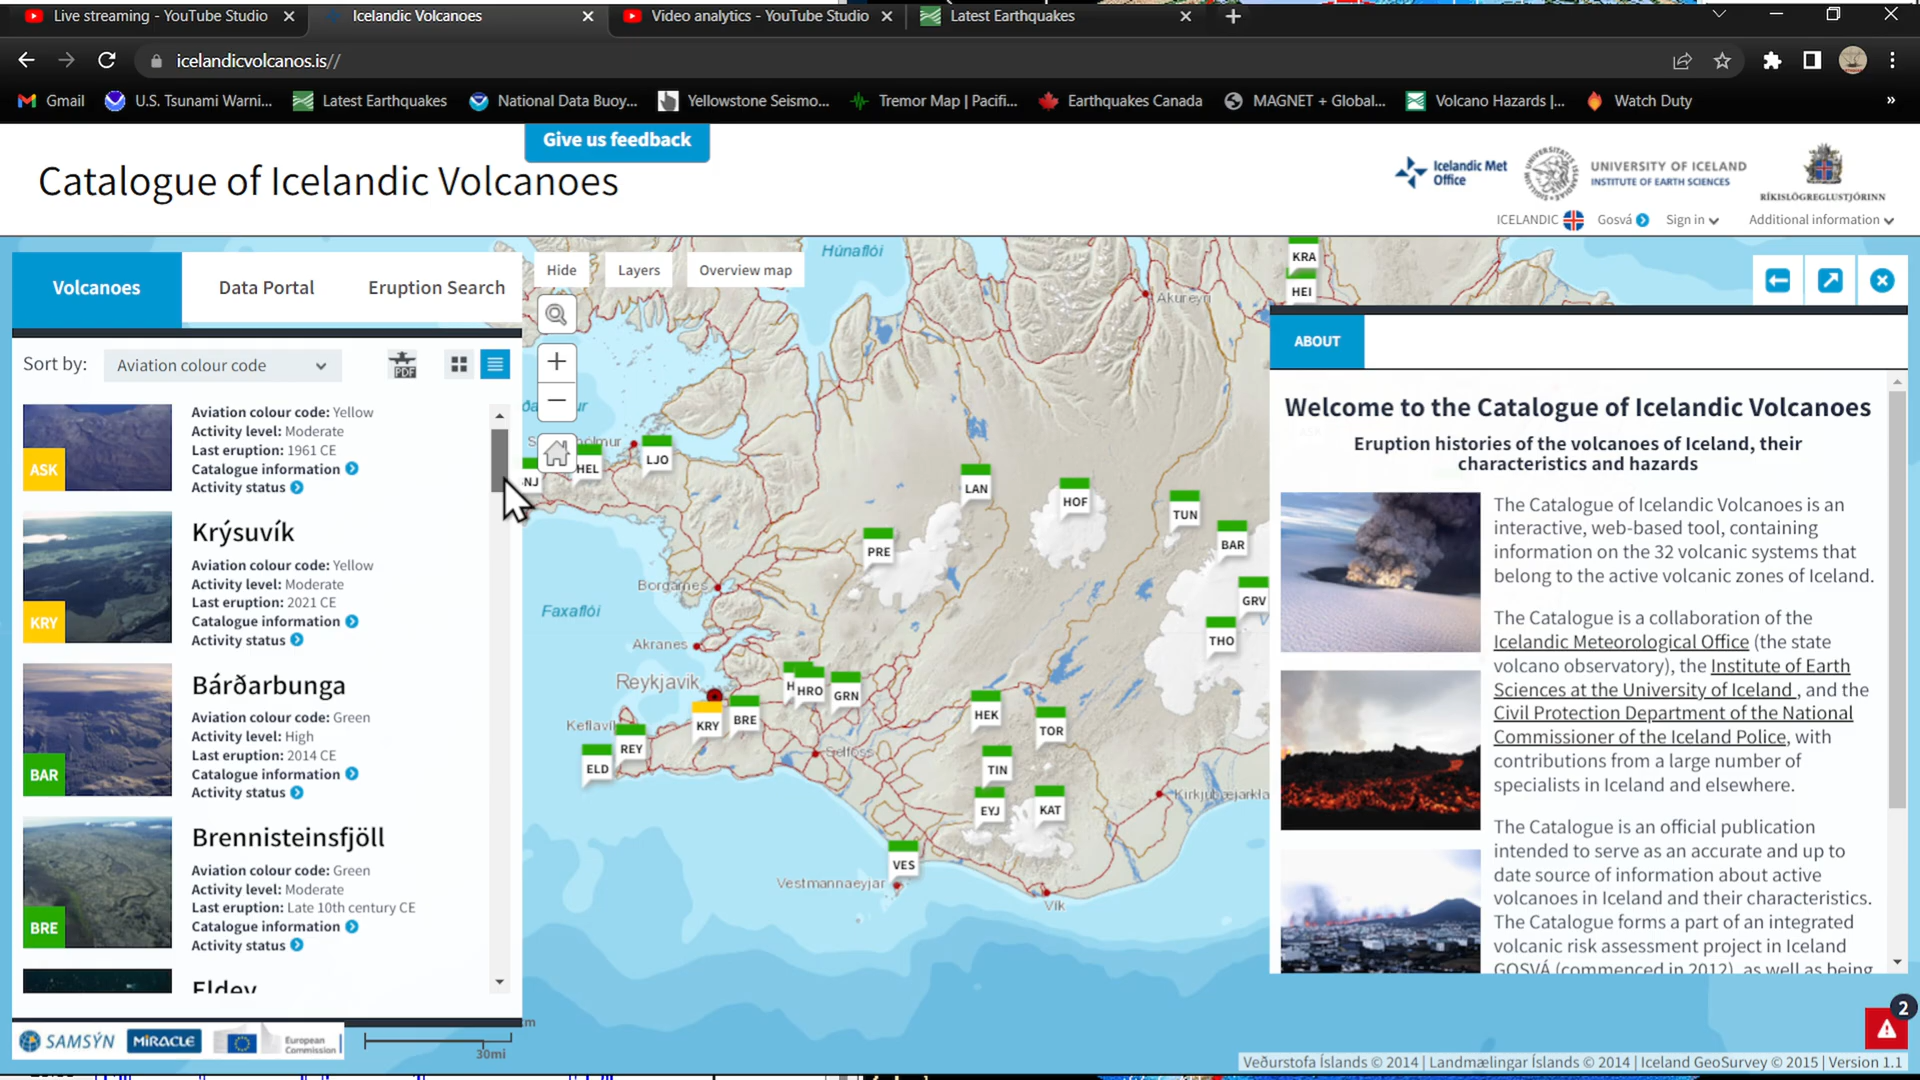 Live streaming - YouTube Studio
Icelandic Volcanoes
Video analytics - YouTube Studio
Latest Earthquakes
icelandicvolcanos.is//
Gmail
U.S. Tsunami Warni...
Latest Earthquakes
National Data Buoy...
Yellowstone Seismo...
Tremor Map | Pacifi...
Earthquakes Canada
MAGNET + Global...
Volcano Hazards |...
Watch Duty
»
Give us feedback
Catalogue of Icelandic Volcanoes
Icelandic Met
Office
UNIVERSITY OF ICELAND
INSTITUTE OF EARTH SCIENCES
RÍKISLÖGREGLUSTJÓRINN
ICELANDIC
Gosvá
Sign in
Additional information
Volcanoes
Data Portal
Eruption Search
Sort by:
Aviation colour code
PDF
ASK
Aviation colour code: Yellow
Activity level: Moderate
Last eruption: 1961 CE
Catalogue information
Activity status
Krýsuvík
KRY
Aviation colour code: Yellow
Activity level: Moderate
Last eruption: 2021 CE
Catalogue information
Activity status
Bárðarbunga
BAR
Aviation colour code: Green
Activity level: High
Last eruption: 2014 CE
Catalogue information
Activity status
Brennisteinsfjöll
BRE
Aviation colour code: Green
Activity level: Moderate
Last eruption: Late 10th century CE
Catalogue information
Activity status
Eldey
SAMSÝN
MIRACLE
European
Commission
30mi
Hide
Layers
Overview map
Húnaflói
Akureyri
KRA
HEI
LJO
HEL
NJ
LAN
HOF
TUN
BAR
PRE
GRV
THO
Borgarnes
Faxaflói
Akranes
Reykjavik
H
HRO
GRN
KRY
BRE
REY
ELD
Selfoss
HEK
TOR
TIN
EYJ
KAT
VES
Vestmannaeyjar
Vík
ABOUT
Welcome to the Catalogue of Icelandic Volcanoes
Eruption histories of the volcanoes of Iceland, their
characteristics and hazards
The Catalogue of Icelandic Volcanoes is an
interactive, web-based tool, containing
information on the 32 volcanic systems that
belong to the active volcanic zones of Iceland.
The Catalogue is a collaboration of the
Icelandic Meteorological Office (the state
volcano observatory), the Institute of Earth
Sciences at the University of Iceland , and the
Civil Protection Department of the National
Commissioner of the Iceland Police, with
contributions from a large number of
specialists in Iceland and elsewhere.
The Catalogue is an official publication
intended to serve as an accurate and up to
date source of information about active
volcanoes in Iceland and their characteristics.
The Catalogue forms a part of an integrated
volcanic risk assessment project in Iceland
GOSVÁ (commenced in 2012), as well as being
2
Veðurstofa Íslands © 2014 | Landmælingar Íslands © 2014 | Iceland GeoSurvey © 2015 | Version 1.1